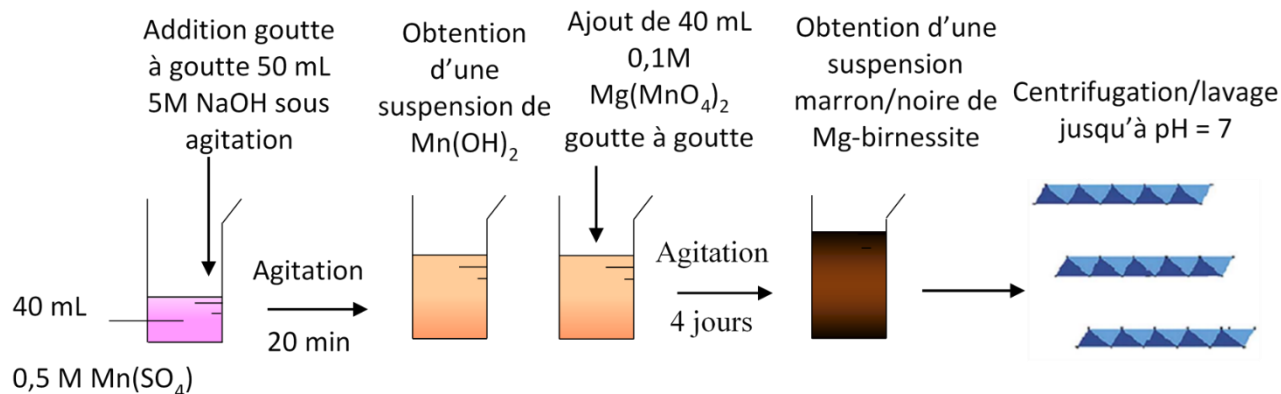 Addition goutte
à goutte 50 mL
5M NaOH sous
agitation
40 mL
0,5 M Mn(SO₄)
Agitation
20 min
Obtention
d’une
suspension de
Mn(OH)₂
Ajout de 40 mL
0,1M
Mg(MnO₄)₂
goutte à goutte
Agitation
4 jours
Obtention d’une
suspension
marron/noire de
Mg-birnessite
Centrifugation/lavage
jusqu’à pH = 7